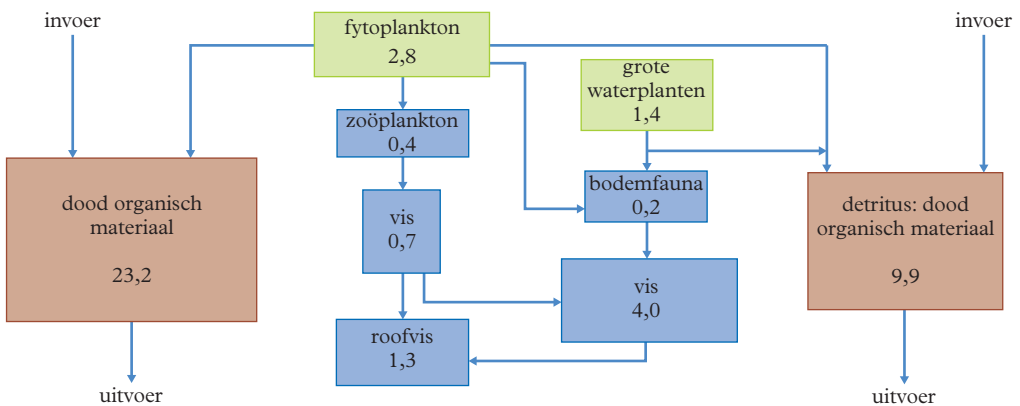 invoer
fytoplankton
2,8
invoer
grote
waterplanten
1,4
zoöplankton
0,4
dood organisch
materiaal
23,2
bodemfauna
0,2
detritus: dood
organisch materiaal
9,9
vis
0,7
vis
4,0
roofvis
1,3
uitvoer
uitvoer